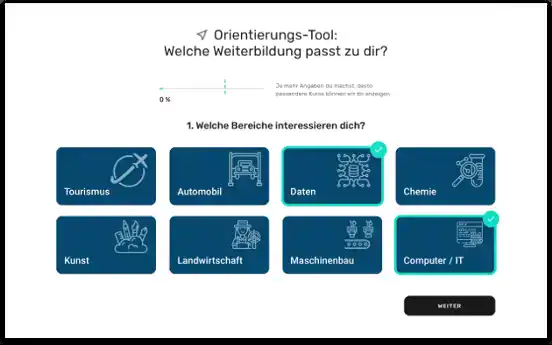 Orientierungs-Tool:
Welche Weiterbildung passt zu dir?
0 %
Je mehr Angaben du machst, desto
passendere Kurse können wir dir anzeigen
1. Welche Bereiche interessieren dich?
Tourismus
Automobil
Daten
Chemie
Kunst
Landwirtschaft
Maschinenbau
Computer / IT
WEITER